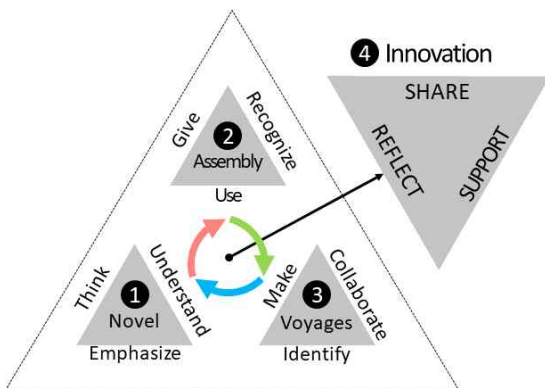 4 Innovation
SHARE
REFLECT
SUPPORT
Give
Recognize
2
Assembly
Use
Think
Understand
1
Novel
Emphasize
Make
Collaborate
3
Voyages
Identify